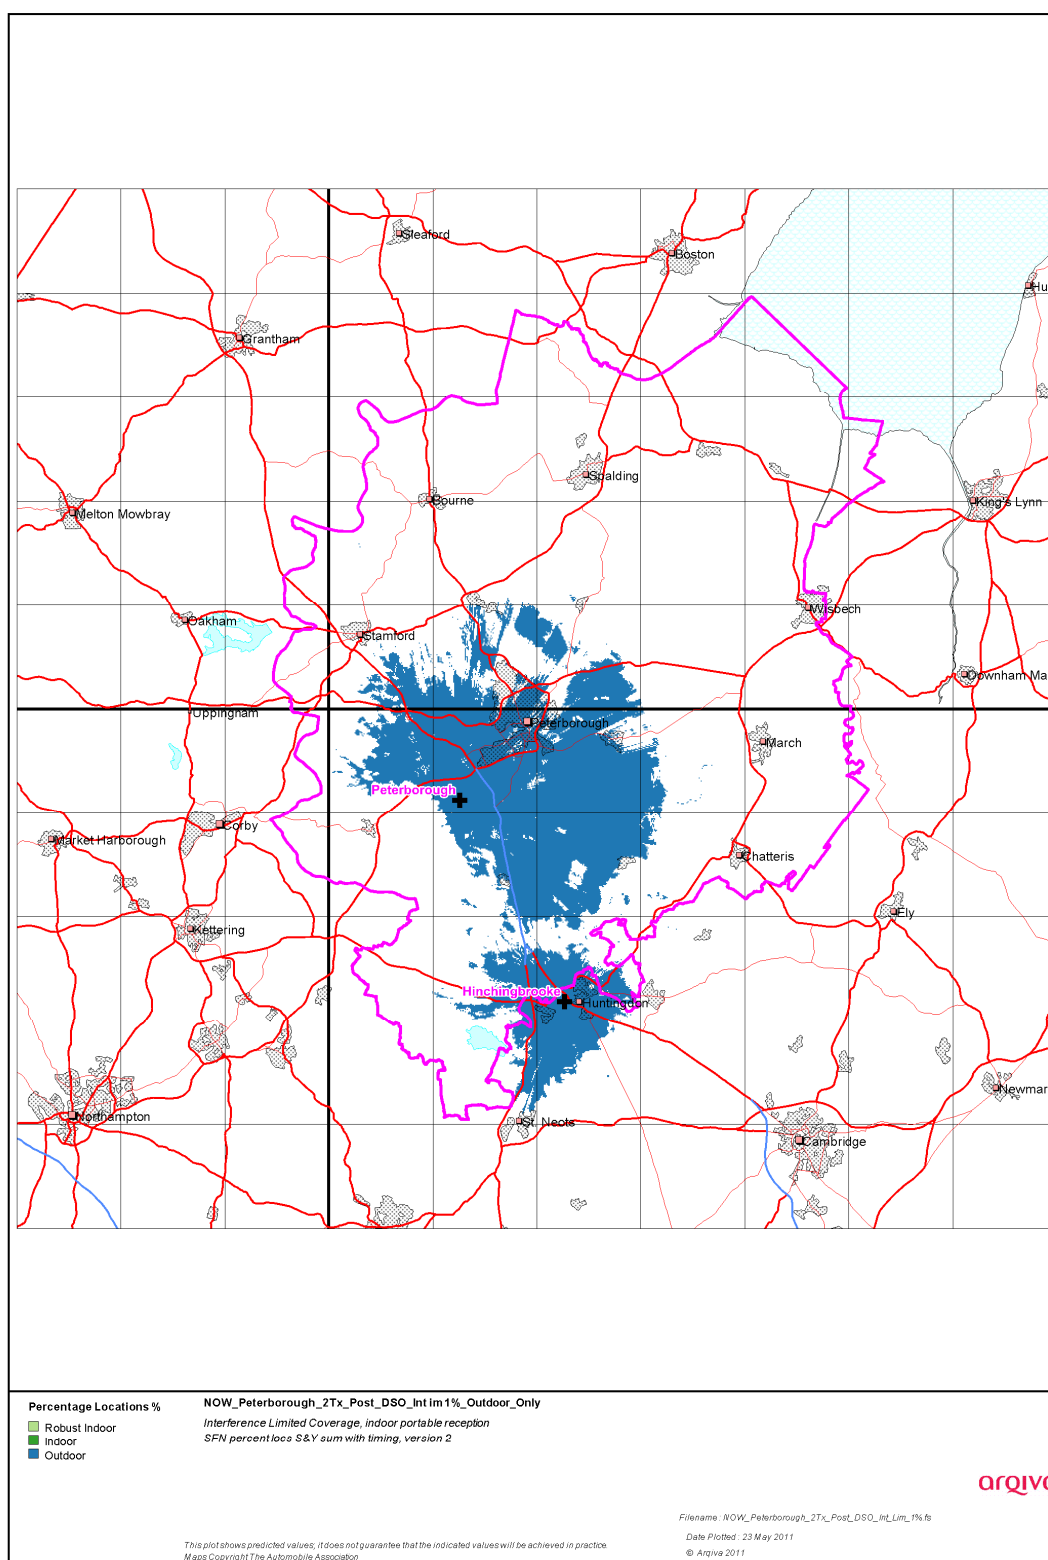 Sleaford
Boston
Hu
Grantham
Spalding
Bourne
King's Lynn
Melton Mowbray
Wisbech
Oakham
Stamford
Downham Ma
Uppingham
Peterborough
March
Peterborough
Corby
Market Harborough
Chatteris
Ely
Kettering
Hinchingbrooke
Huntingdon
Newmar
Northampton
St. Neots
Cambridge
Percentage Locations %
Robust Indoor
Indoor
Outdoor
NOW_Peterborough_2Tx_Post_DSO_Int im 1%_Outdoor_Only
Interference Limited Coverage, indoor portable reception
SFN percent locs S&Y sum with timing, version 2
arqiva
Filename : NOW_Peterborough_2Tx_Post_DSO_Int_Lim_1%.fs
Date Plotted : 23 May 2011
© Arqiva 2011
This plot shows predicted values; it does not guarantee that the indicated values will be achieved in practice.
Maps Copyright The Automobile Association